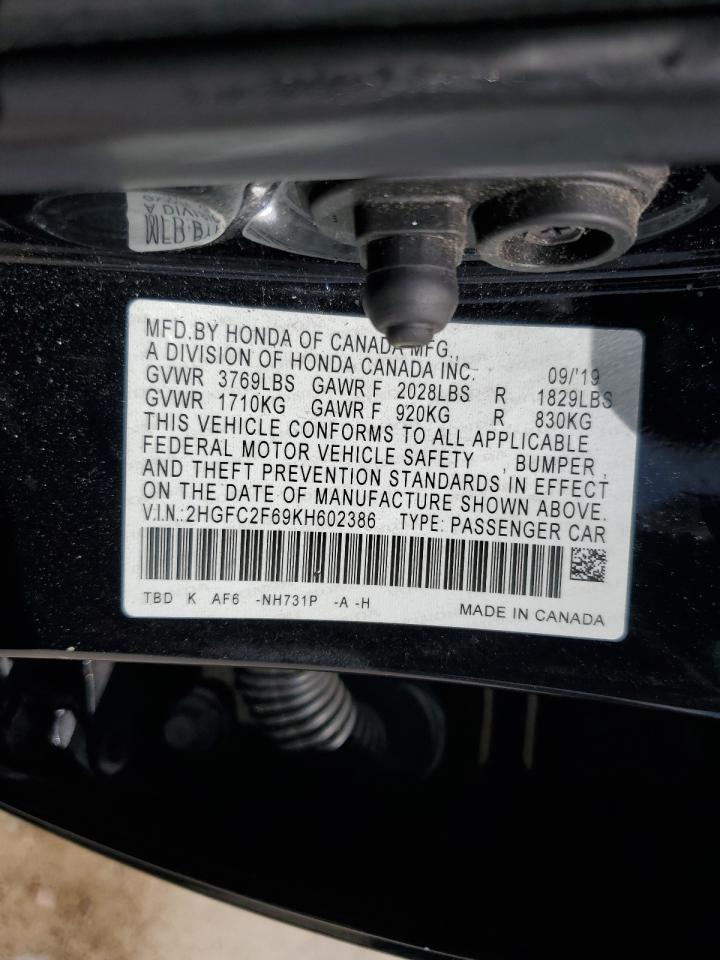 MFD.BY HONDA OF CANADA MFG.,
A DIVISION OF HONDA CANADA INC. 09/'19
GVWR 3769LBS GAWR F 2028LBS R 1829LBS
GVWR 1710KG GAWR F 920KG R 830KG
THIS VEHICLE CONFORMS TO ALL APPLICABLE
FEDERAL MOTOR VEHICLE SAFETY , BUMPER ,
AND THEFT PREVENTION STANDARDS IN EFFECT
ON THE DATE OF MANUFACTURE SHOWN ABOVE.
V.I.N.:2HGFC2F69KH602386 TYPE: PASSENGER CAR
TBD K AF6 -NH731P -A -H MADE IN CANADA